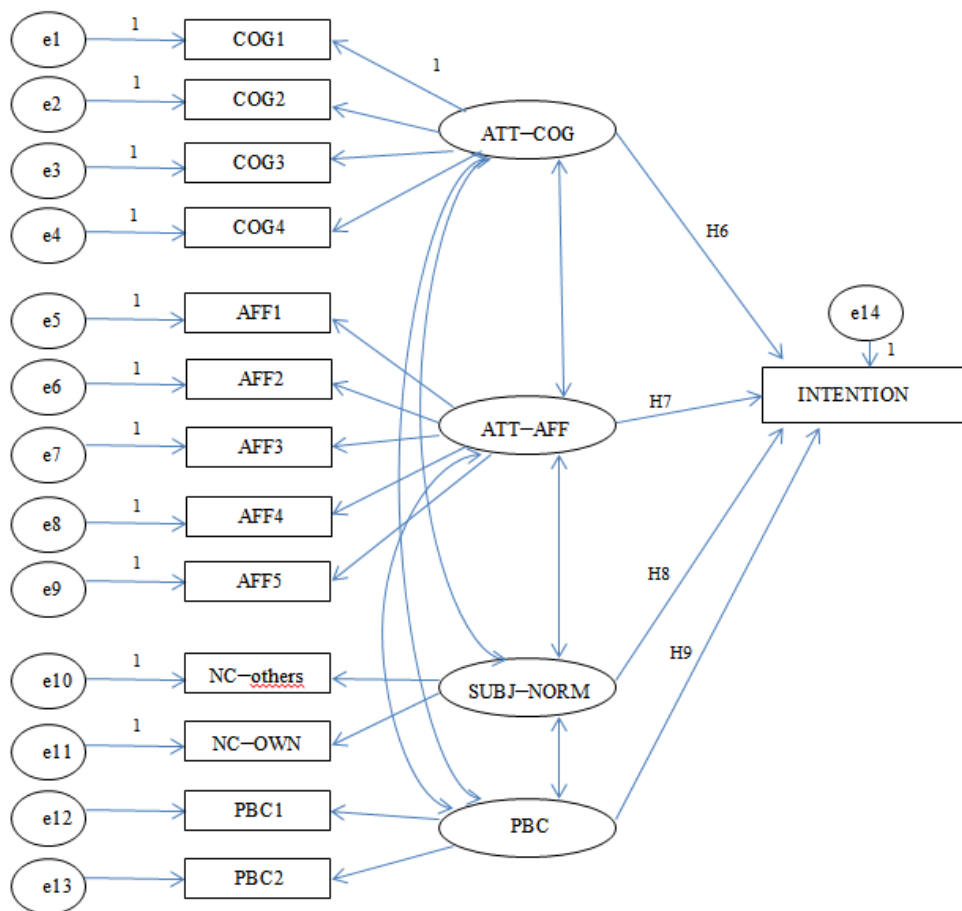 e1
1
COG1
1
e2
1
COG2
ATT–COG
e3
1
COG3
e4
1
COG4
H6
e5
1
AFF1
e14
1
e6
1
AFF2
H7
INTENTION
e7
1
AFF3
ATT–AFF
e8
1
AFF4
e9
1
AFF5
H8
H9
e10
1
NC–others
SUBJ–NORM
e11
1
NC–OWN
e12
PBC1
PBC
e13
PBC2